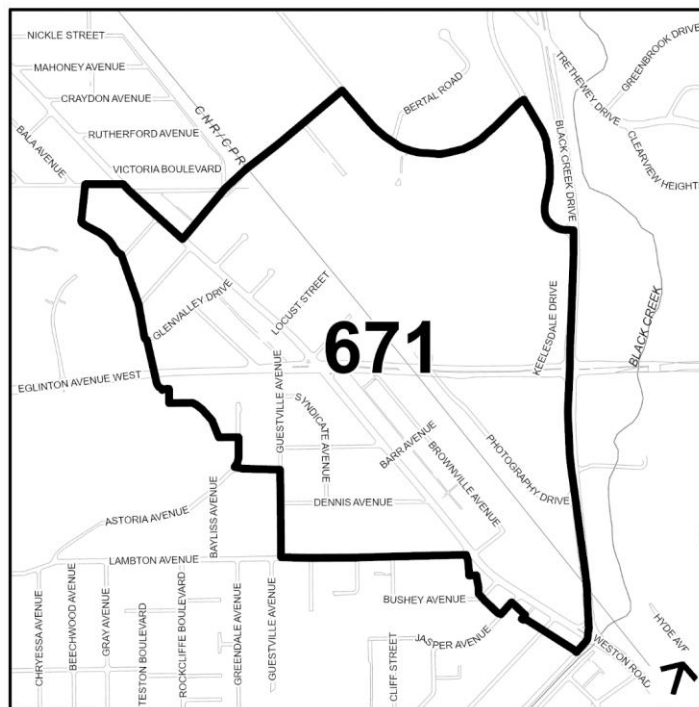 NICKLE STREET
MAHONEY AVENUE
CRAYDON AVENUE
RUTHERFORD AVENUE
BALA AVENUE
VICTORIA BOULEVARD
CNR/CPR
BERTAL ROAD
TRETHEWEY DRIVE
GREENBROOK DRIVE
BLACK CREEK DRIVE
CLEARVIEW HEIGHT
GLENVALLEY DRIVE
LOCUST STREET
671
KEELESDALE DRIVE
BLACK CREEK
EGLINTON AVENUE WEST
GUESTVILLE AVENUE
SYNDICATE AVENUE
BARR AVENUE
BROWNVILLE AVENUE
PHOTOGRAPHY DRIVE
DENNIS AVENUE
ASTORIA AVENUE
BAYLISS AVENUE
LAMBTON AVENUE
BUSHEY AVENUE
JASPER AVENUE
CHRYESSA AVENUE
BEECHWOOD AVENUE
GRAY AVENUE
TESTON BOULEVARD
ROCKCLIFFE BOULEVARD
GREENDALE AVENUE
GUESTVILLE AVENUE
CLIFF STREET
WESTON ROAD
HYDE AVE